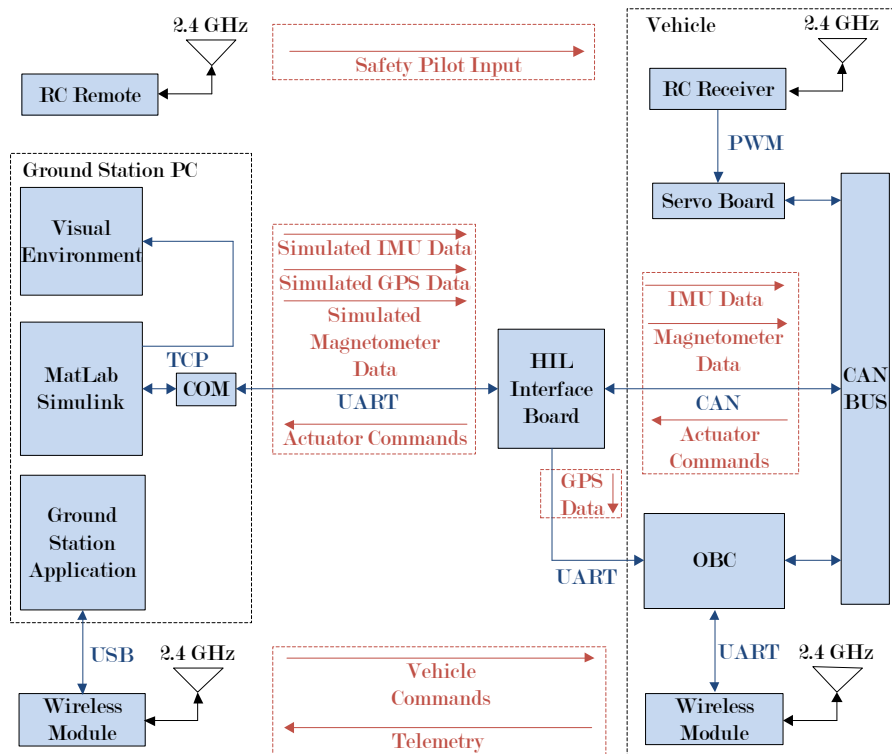 2.4 GHz
RC Remote
Safety Pilot Input
Vehicle
2.4 GHz
RC Receiver
PWM
Servo Board
Ground Station PC
Visual
Environment
MatLab
Simulink
TCP
COM
Ground
Station
Application
Simulated IMU Data
Simulated GPS Data
Simulated
Magnetometer
Data
UART
Actuator Commands
HIL
Interface
Board
IMU Data
Magnetometer
Data
CAN
Actuator
Commands
CAN
BUS
GPS
Data
UART
OBC
USB
2.4 GHz
Wireless
Module
Vehicle
Commands
Telemetry
UART
2.4 GHz
Wireless
Module